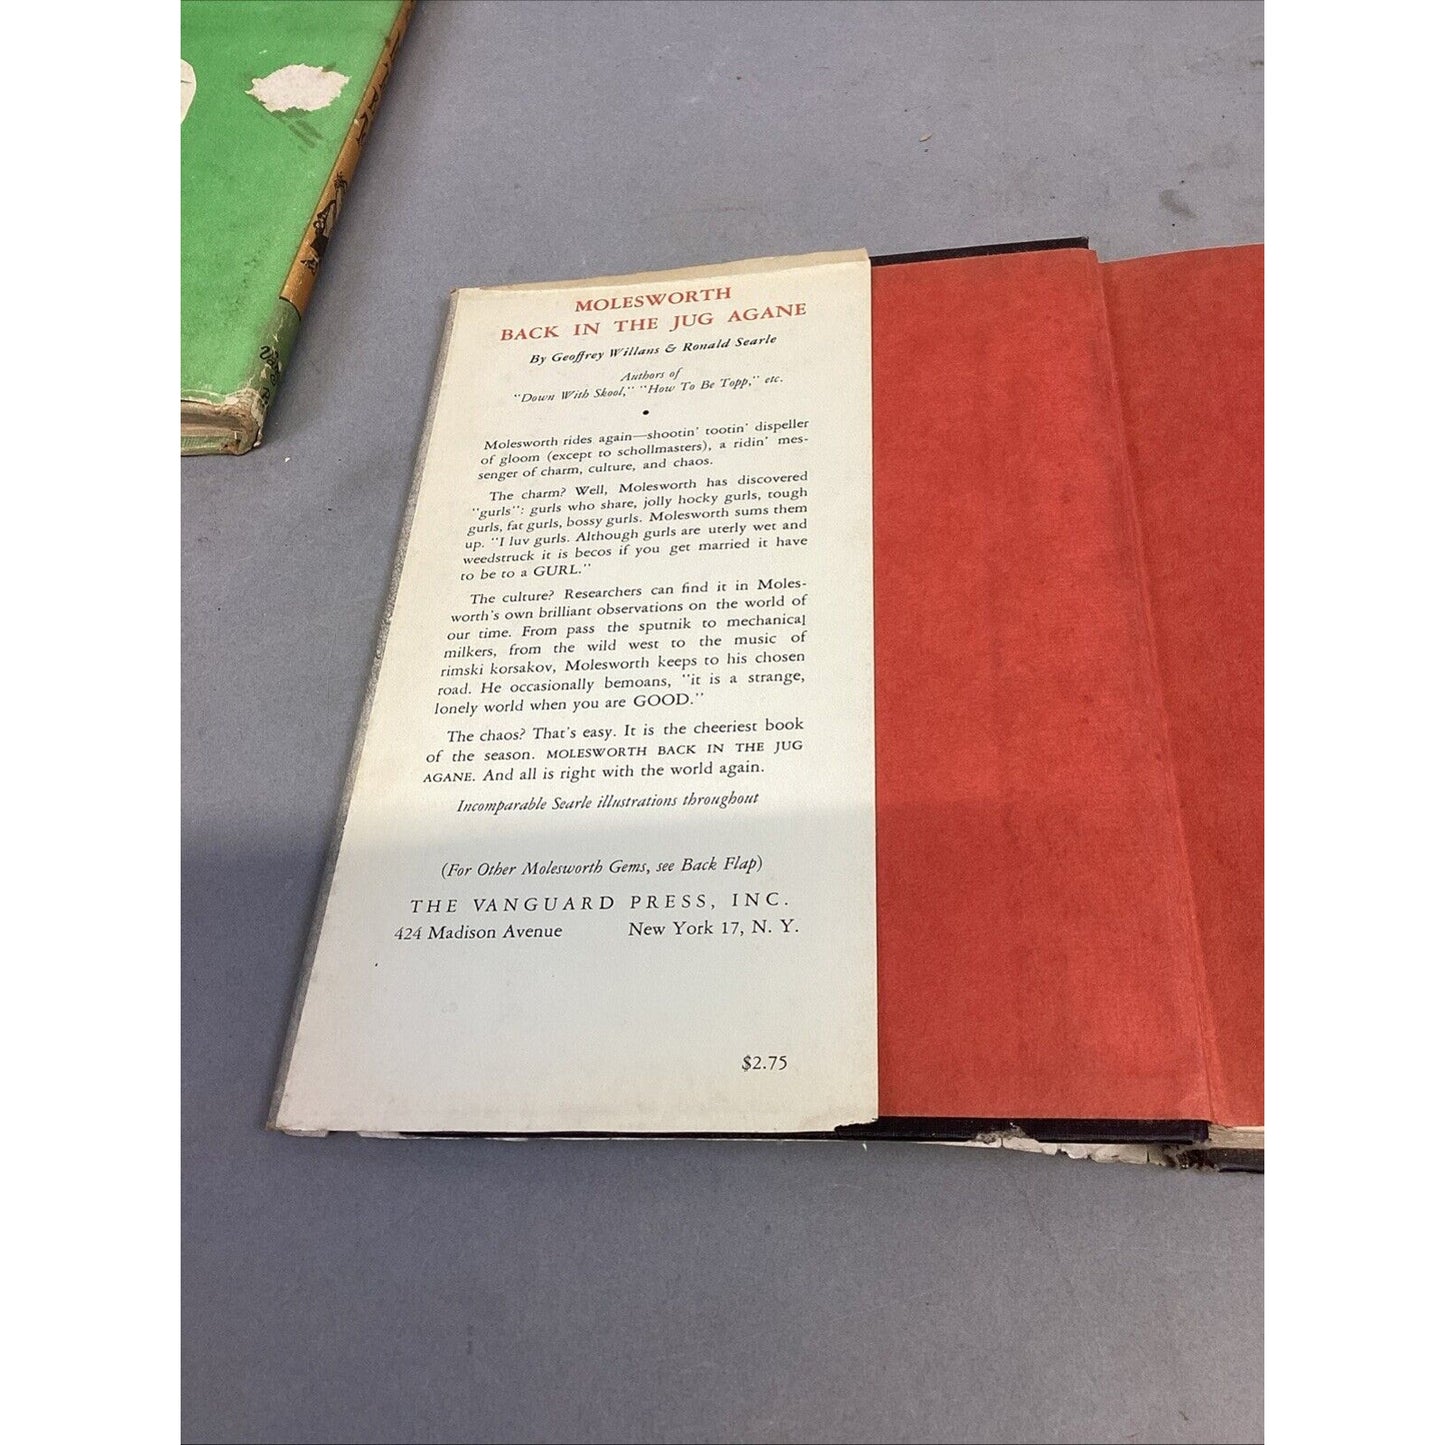 MOLESWORTH
BACK IN THE JUG AGANE
By Geoffrey Willans & Ronald Searle
Authors of
"Down With Skool," "How To Be Topp," etc.
•
Molesworth rides again—shootin' tootin' dispeller
of gloom (except to schollmasters), a ridin' mes-
senger of charm, culture, and chaos.
The charm? Well, Molesworth has discovered
"gurls": gurls who share, jolly hocky gurls, tough
gurls, fat gurls, bossy gurls. Molesworth sums them
up. "I luv gurls. Although gurls are uterly wet and
weedstruck it is becos if you get married it have
to be to a GURL."
The culture? Researchers can find it in Moles-
worth's own brilliant observations on the world of
our time. From pass the sputnik to mechanical
milkers, from the wild west to the music of
rimski korsakov, Molesworth keeps to his chosen
road. He occasionally bemoans, "it is a strange,
lonely world when you are GOOD."
The chaos? That's easy. It is the cheeriest book
of the season. MOLESWORTH BACK IN THE JUG
AGANE. And all is right with the world again.
Incomparable Searle illustrations throughout
(For Other Molesworth Gems, see Back Flap)
THE VANGUARD PRESS, INC.
424 Madison Avenue New York 17, N. Y.
$2.75